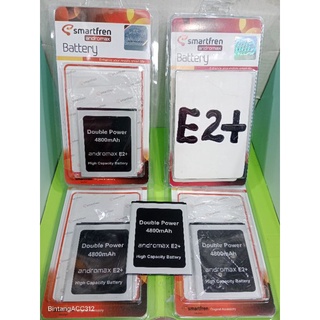 smartfren
andromax
Battery
Double Power
4800mAh
andromax E2+
High Capacity Battery
smartfren
andromax
Battery
E2+
Double Power
4800mAh
andromax E2+
High Capacity Battery
Double Power
4800mAh
andromax E2+
High Capacity Battery
Double Power
4800mAh
andromax E2+
High Capacity Battery
BintangACC312
smartfren